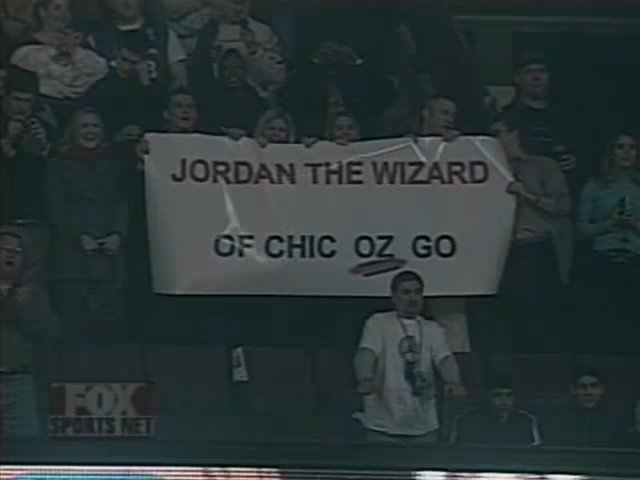 JORDAN THE WIZARD
OF CHIC OZ GO
FOX
SPORTS NET